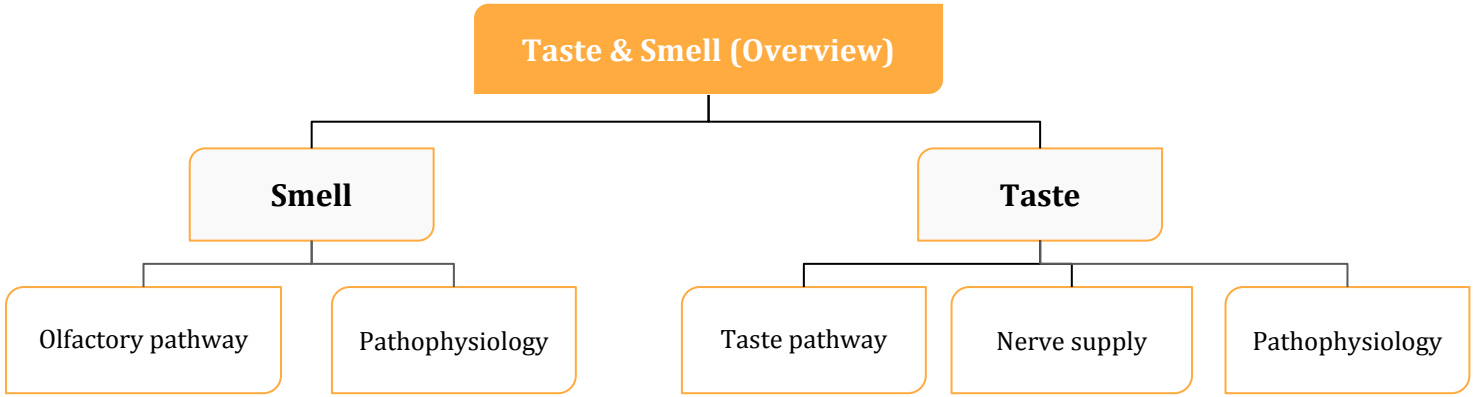 Taste & Smell (Overview)
Smell
Taste
Olfactory pathway
Pathophysiology
Taste pathway
Nerve supply
Pathophysiology